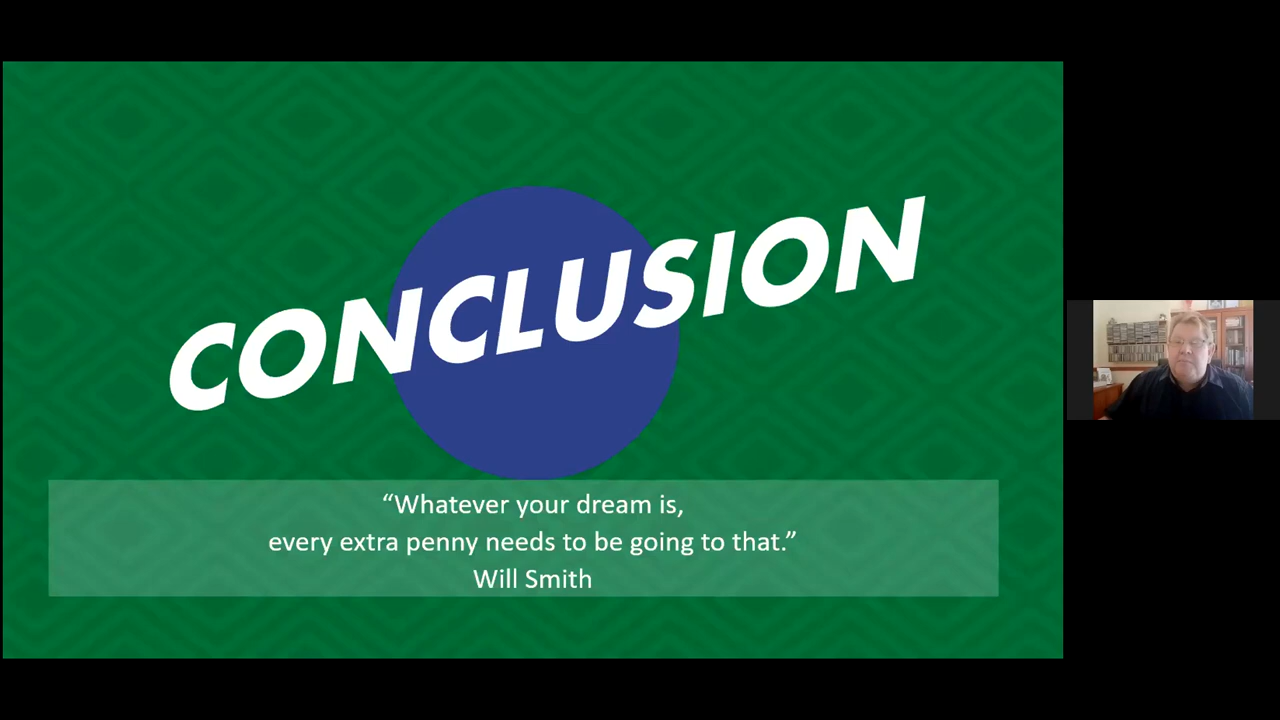 CONCLUSION
“Whatever your dream is,
every extra penny needs to be going to that.”
Will Smith